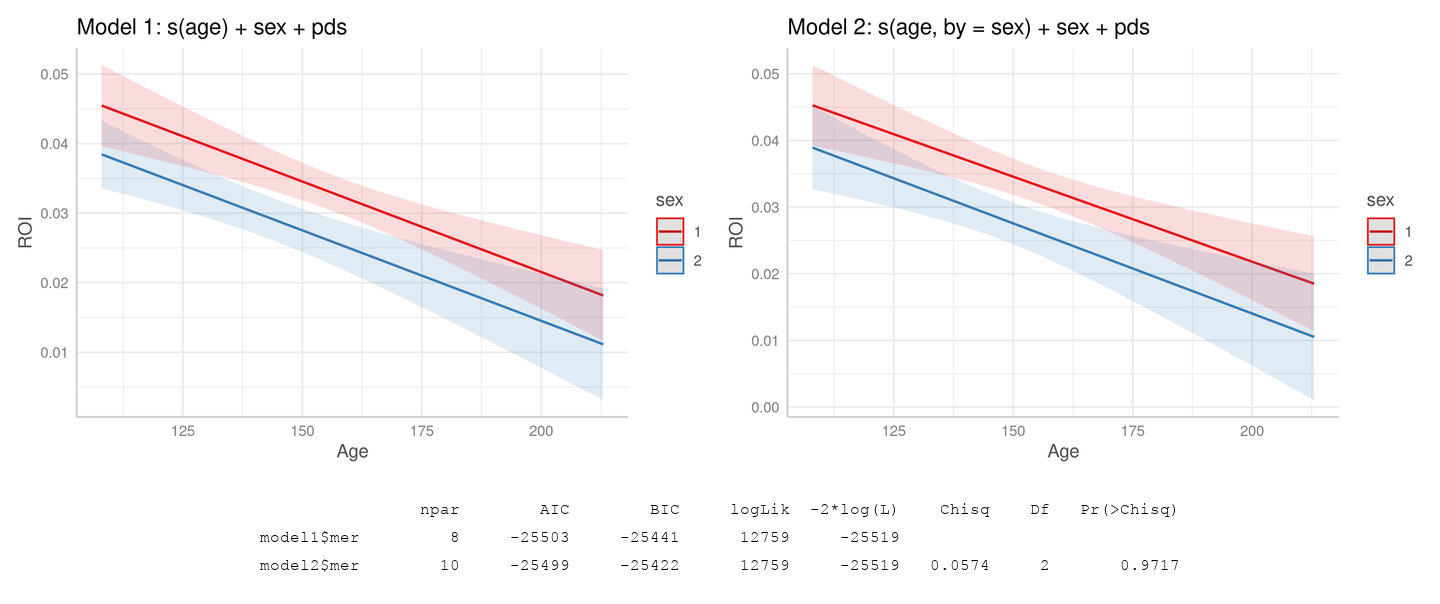 Model 1: s(age) + sex + pds
0.05
0.04
0.03
0.02
0.01
ROI
125 150 175 200
Age
sex
1
2
Model 2: s(age, by = sex) + sex + pds
0.05
0.04
0.03
0.02
0.01
0.00
ROI
125 150 175 200
Age
sex
1
2
npar AIC BIC logLik -2*log(L) Chisq Df Pr(>Chisq)
model1$mer 8 -25503 -25441 12759 -25519
model2$mer 10 -25499 -25422 12759 -25519 0.0574 2 0.9717